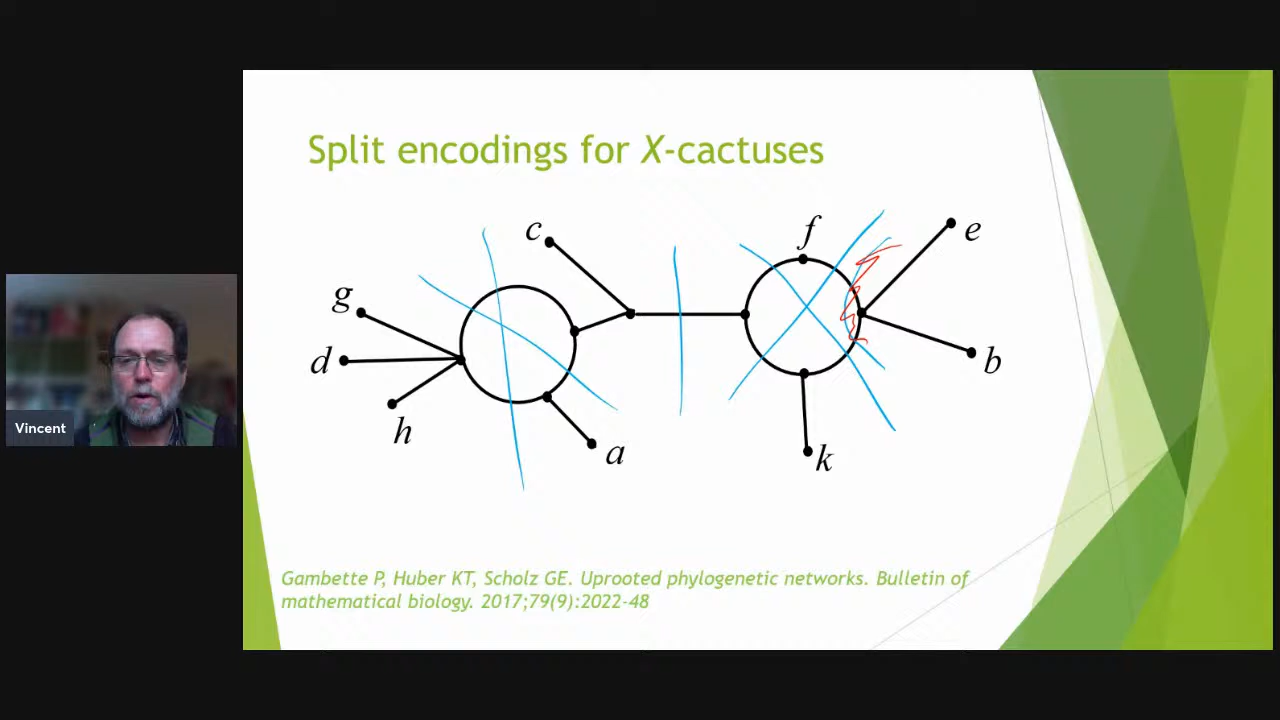 Split encodings for X-cactuses
f
c
e
g
d
b
h
a
k
Vincent
Gambette P, Huber KT, Scholz GE. Uprooted phylogenetic networks. Bulletin of
mathematical biology. 2017;79(9):2022-48